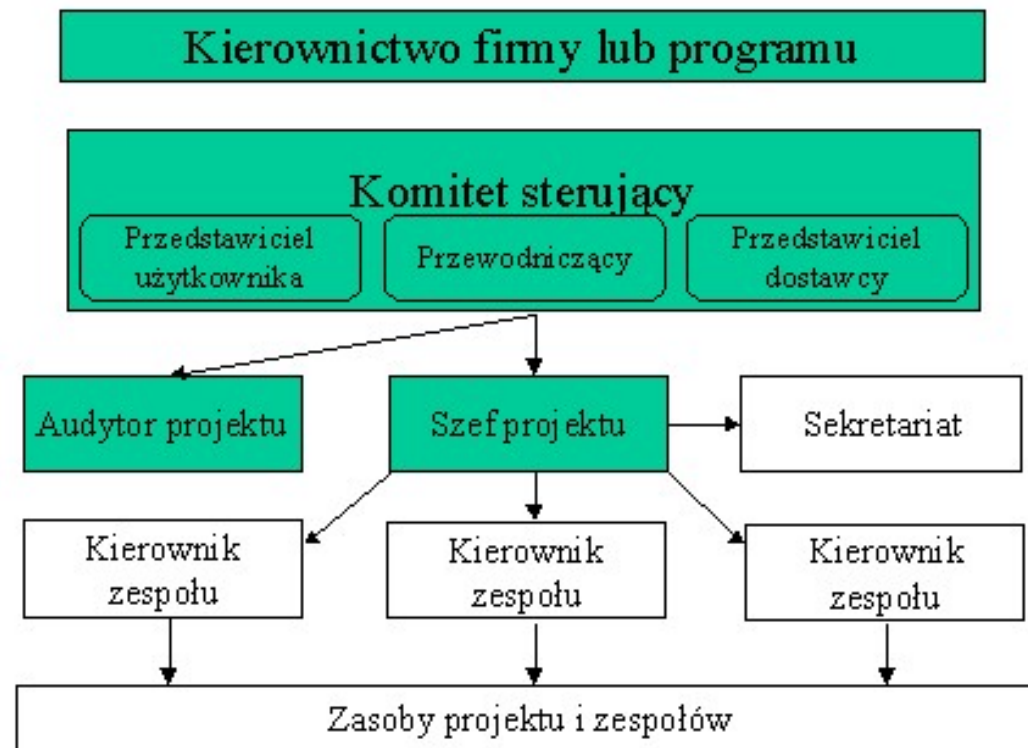 Kierownictwo firmy lub programu
Komitet sterujący
Przedstawiciel
użytkownika
Przewodniczący
Przedstawiciel
dostawcy
Audytor projektu
Szef projektu
Sekretariat
Kierownik
zespołu
Kierownik
zespołu
Kierownik
zespołu
Zasoby projektu i zespołów